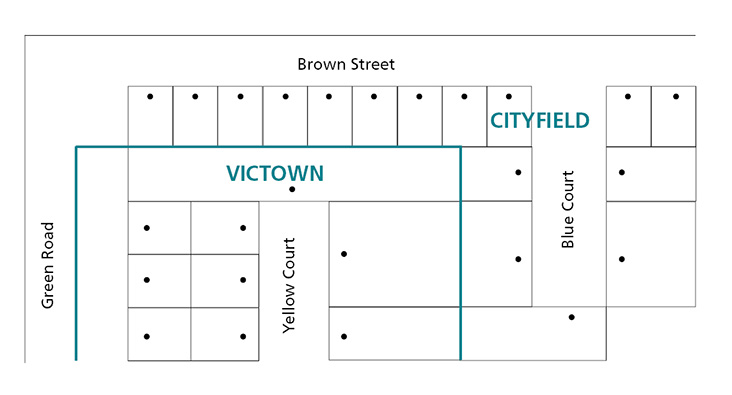 Brown Street
CITYFIELD
VICTOWN
Green Road
Yellow Court
Blue Court